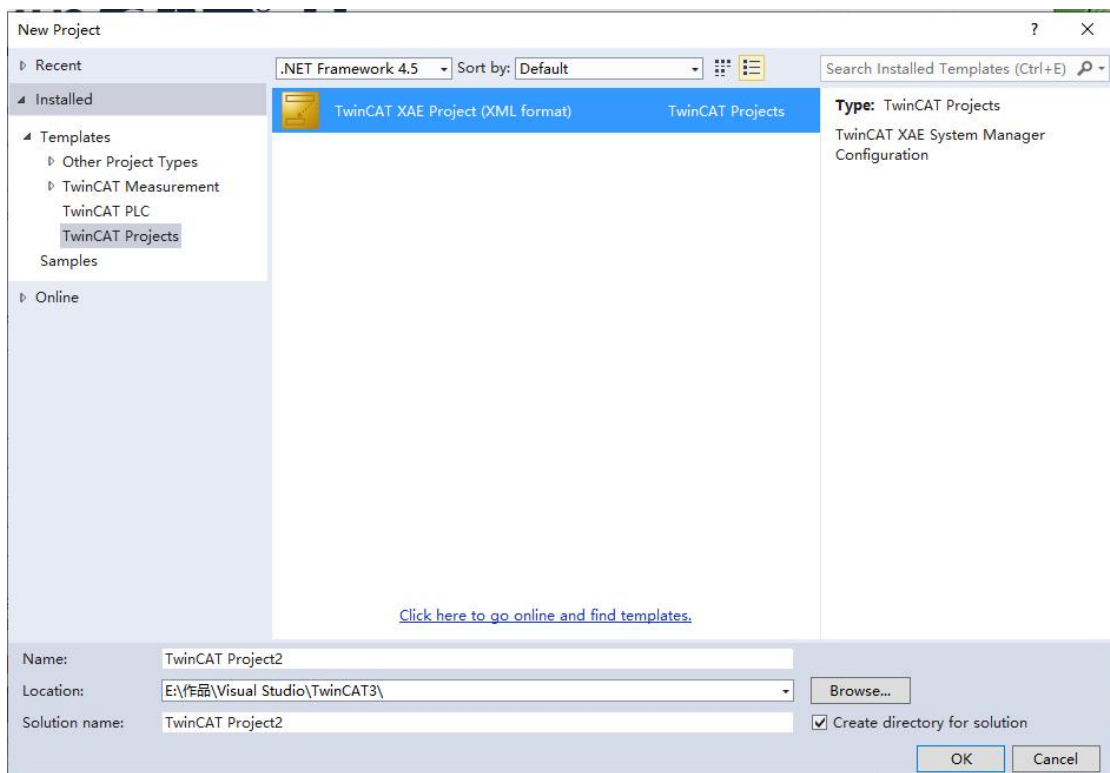 New Project
Recent
.NET Framework 4.5
Sort by:
Default
Search Installed Templates (Ctrl+E)
Installed
Templates
Other Project Types
TwinCAT Measurement
TwinCAT PLC
TwinCAT Projects
Samples
Online
TwinCAT XAE Project (XML format)
TwinCAT Projects
Type: TwinCAT Projects
TwinCAT XAE System Manager
Configuration
Click here to go online and find templates.
Name:
TwinCAT Project2
Location:
E:\作品\Visual Studio\TwinCAT3\
Browse...
Solution name:
TwinCAT Project2
Create directory for solution
OK
Cancel